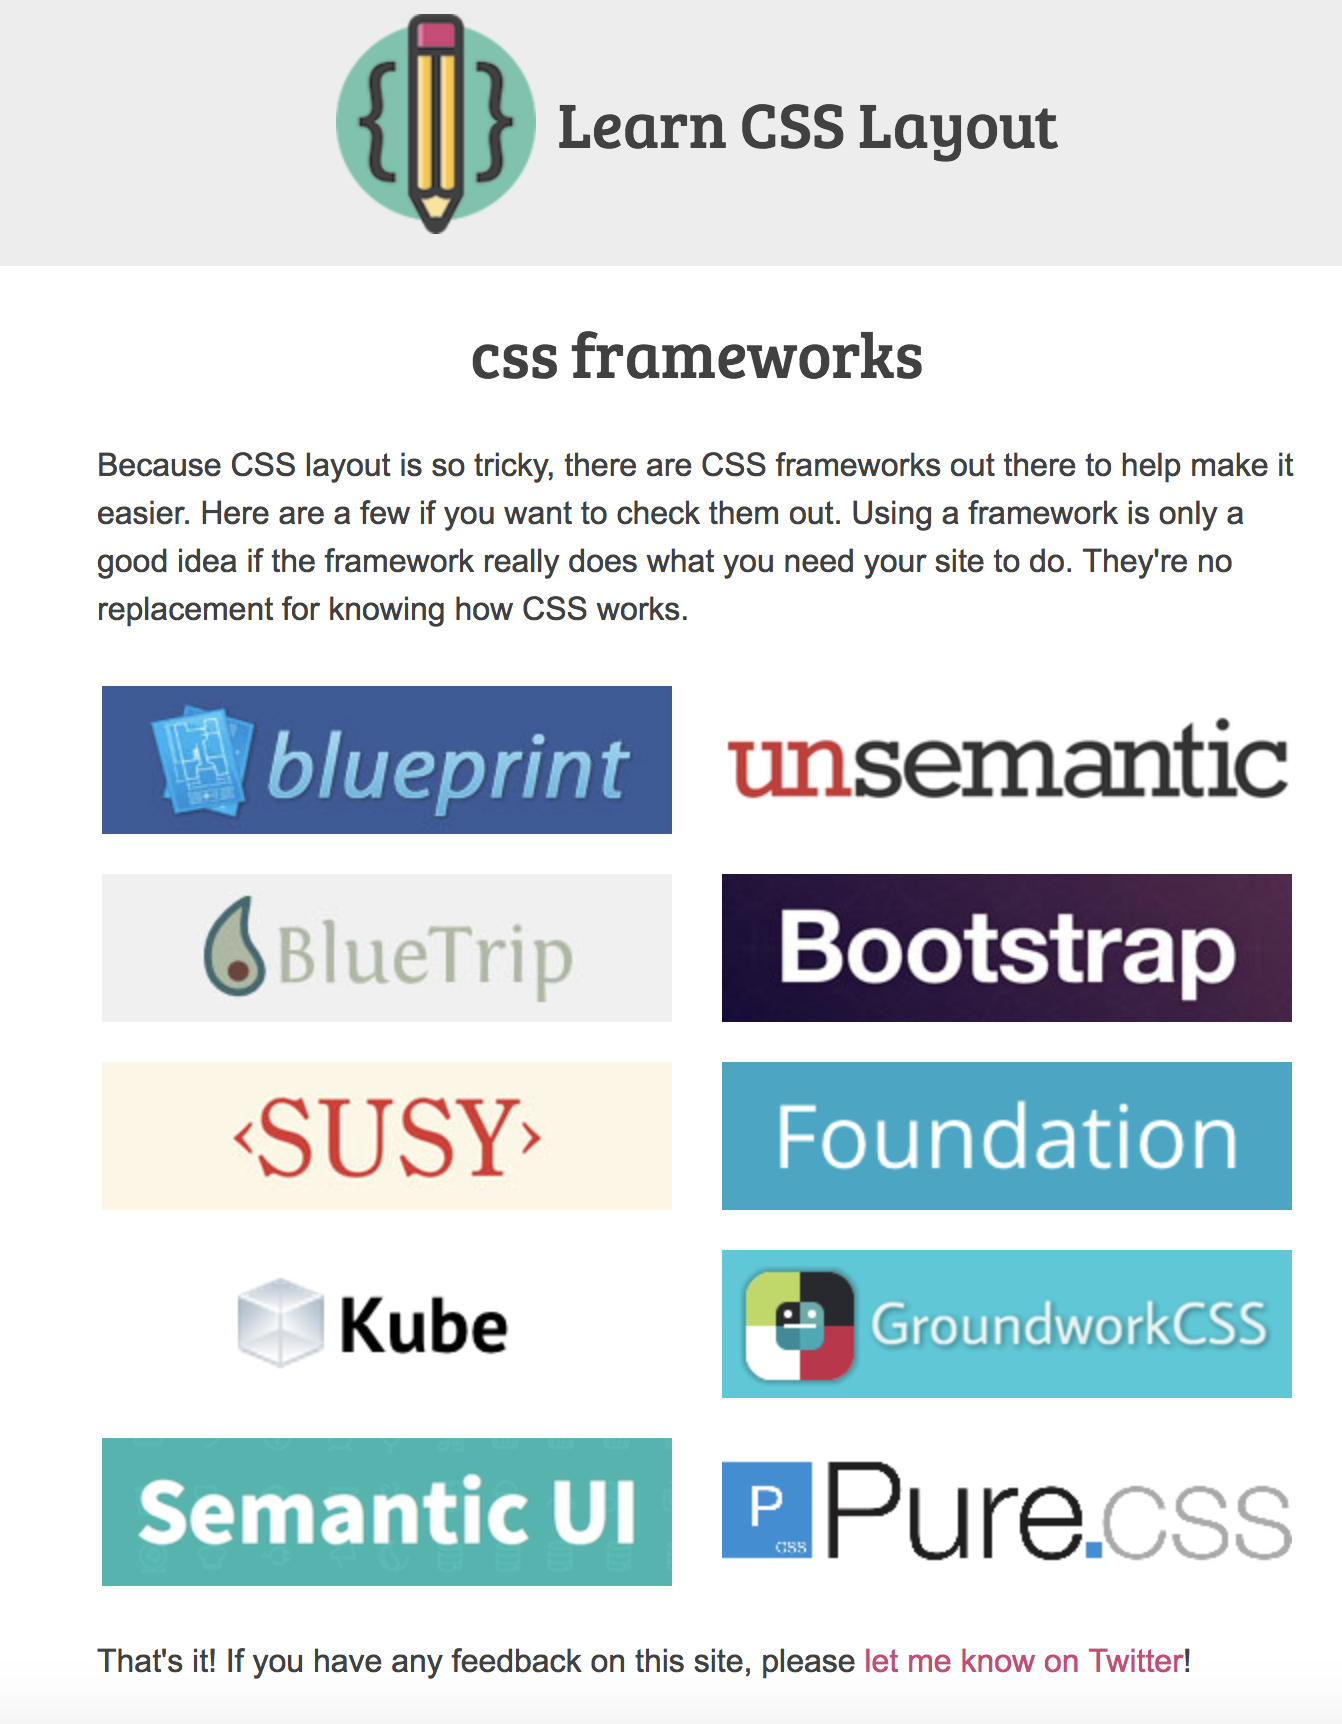 { }
Learn CSS Layout
css frameworks
Because CSS layout is so tricky, there are CSS frameworks out there to help make it
easier. Here are a few if you want to check them out. Using a framework is only a
good idea if the framework really does what you need your site to do. They're no
replacement for knowing how CSS works.
blueprint
unsemantic
BlueTrip
Bootstrap
‹SUSY›
Foundation
Kube
GroundworkCSS
Semantic UI
P
css
Pure.css
That's it! If you have any feedback on this site, please let me know on Twitter!